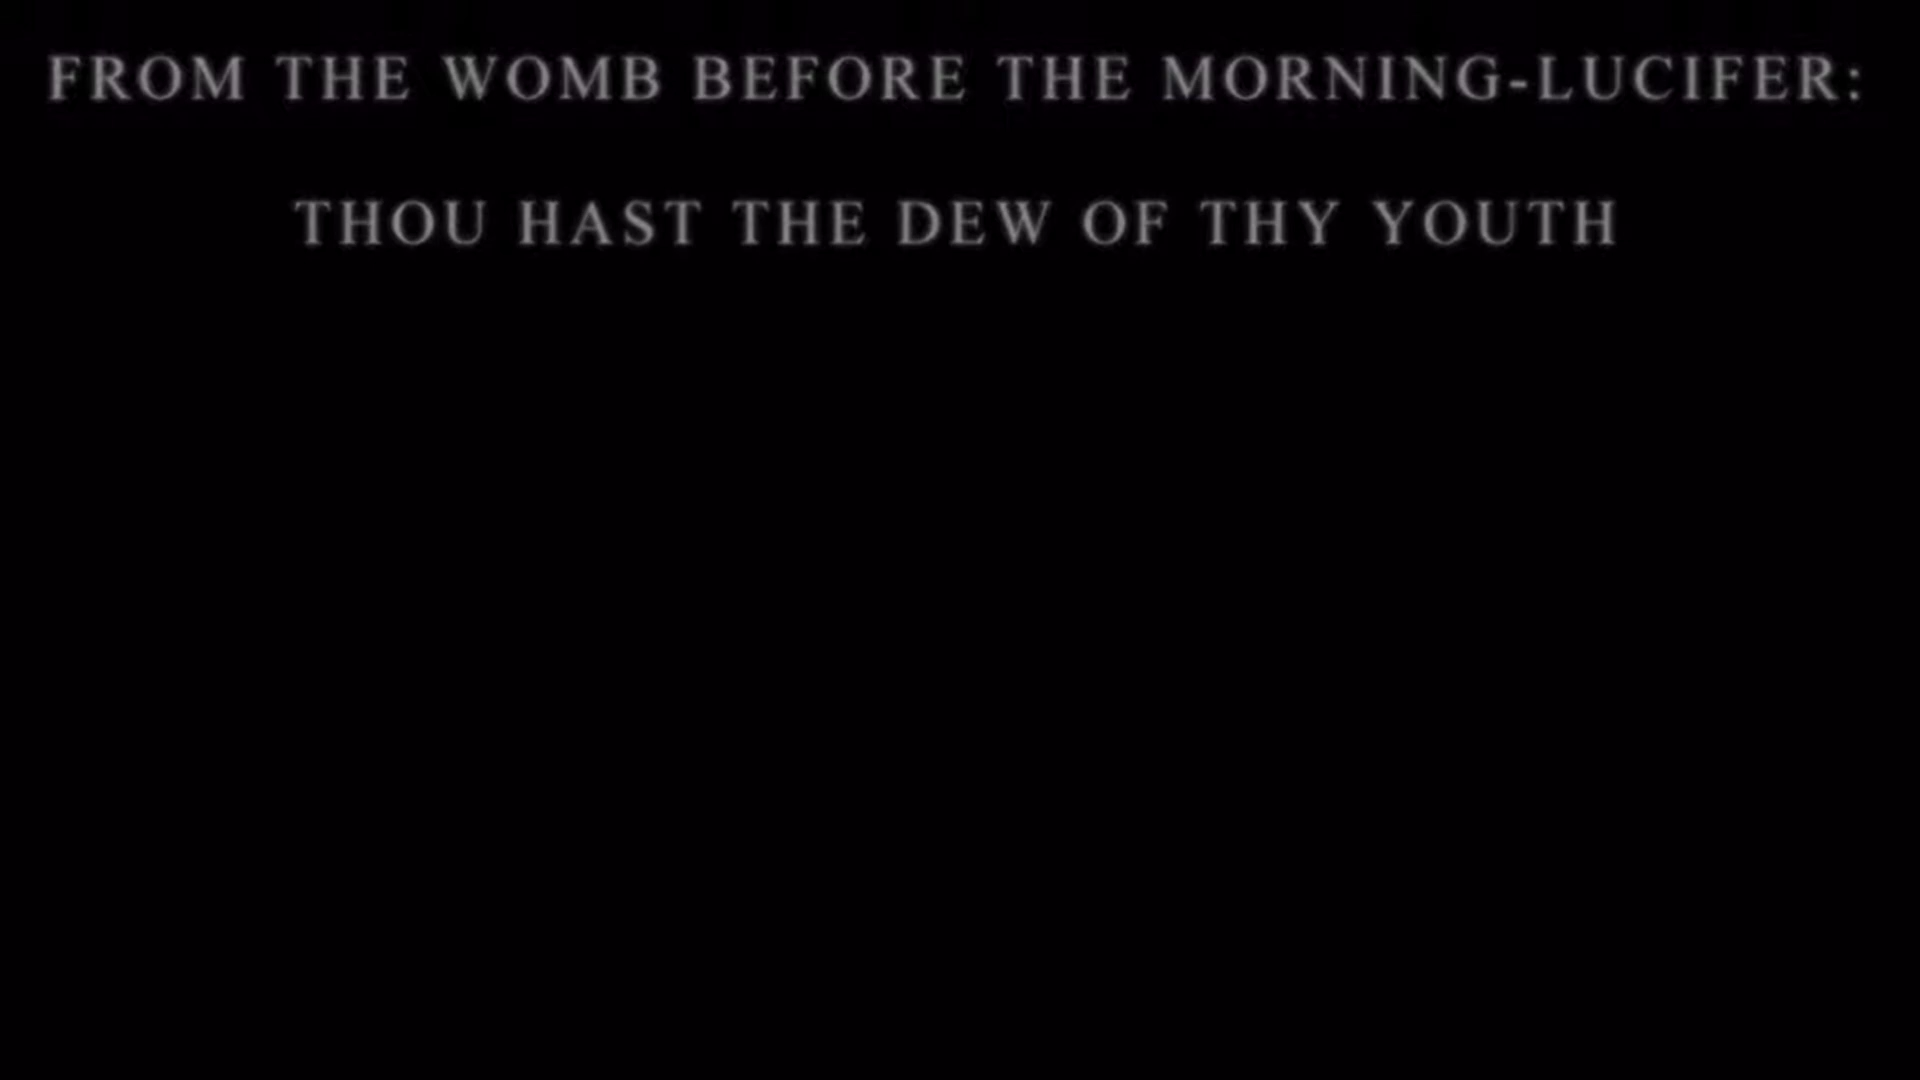 FROM THE WOMB BEFORE THE MORNING-LUCIFER:
THOU HAST THE DEW OF THY YOUTH